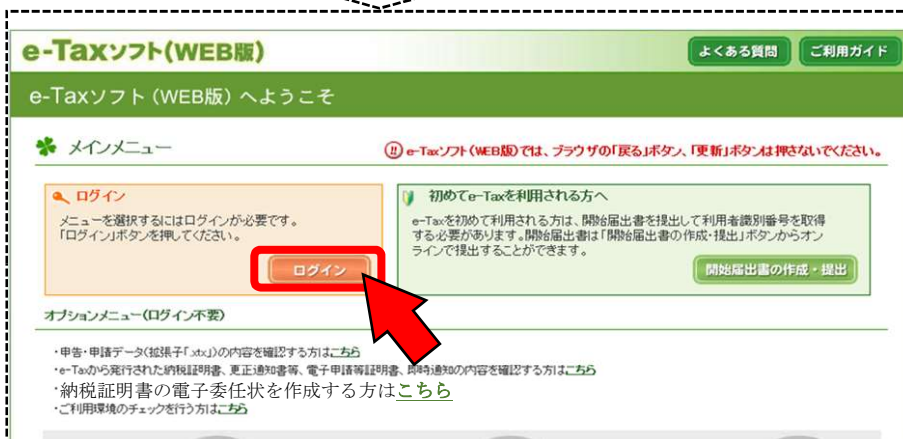 e-Taxソフト(WEB版)
よくある質問
ご利用ガイド
e-Taxソフト(WEB版)へようこそ
メインメニュー
!! e-Taxソフト(WEB版)では、ブラウザの「戻る」ボタン、「更新」ボタンは押さないでください。
ログイン
メニューを選択するにはログインが必要です。
「ログイン」ボタンを押してください。
ログイン
初めてe-Taxを利用される方へ
e-Taxを初めて利用される方は、開始届出書を提出して利用者識別番号を取得
する必要があります。開始届出書は「開始届出書の作成・提出」ボタンからオン
ラインで提出することができます。
開始届出書の作成・提出
オプションメニュー(ログイン不要)
・申告・申請データ(拡張子「.xtx」)の内容を確認する方はこちら
・e-Taxから発行された納税証明書、更正通知書等、電子申請等証明書、即時通知の内容を確認する方はこちら
・納税証明書の電子委任状を作成する方はこちら
・ご利用環境のチェックを行う方はこちら